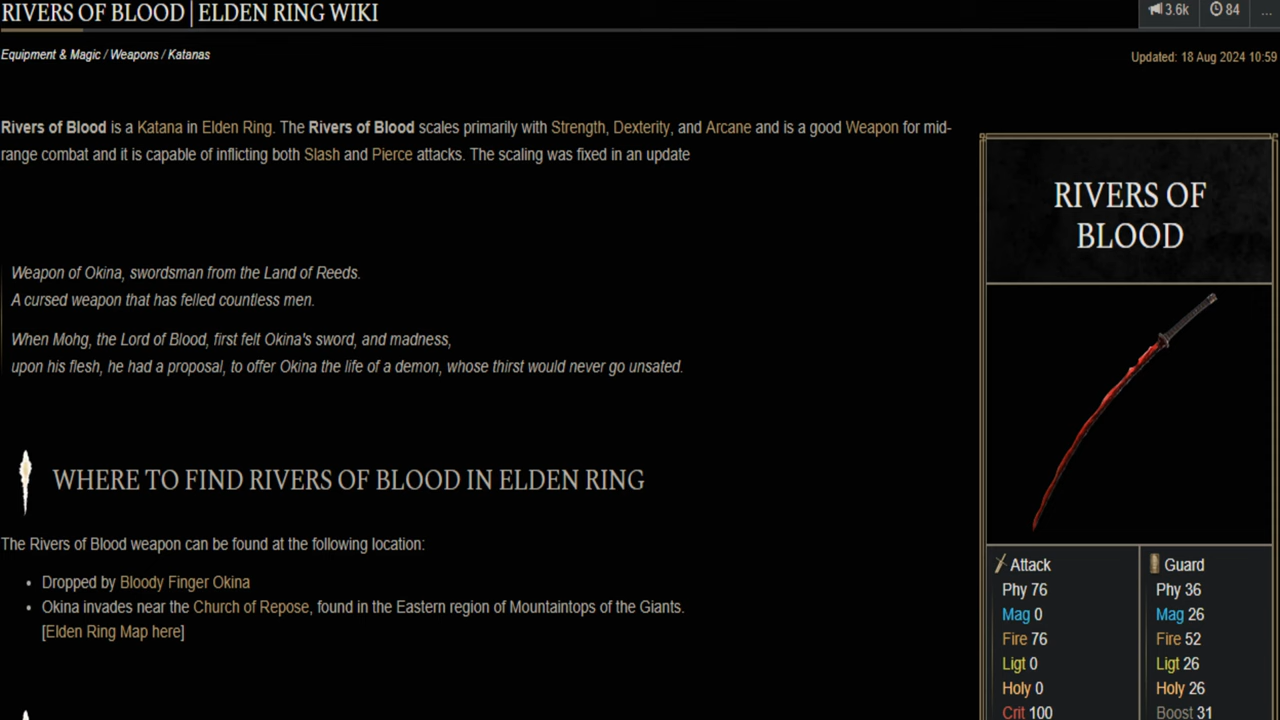 RIVERS OF BLOOD | ELDEN RING WIKI
3.6k 84 ...
Equipment & Magic / Weapons / Katanas
Updated: 18 Aug 2024 10:59
Rivers of Blood is a Katana in Elden Ring. The Rivers of Blood scales primarily with Strength, Dexterity, and Arcane and is a good Weapon for mid-
range combat and it is capable of inflicting both Slash and Pierce attacks. The scaling was fixed in an update
Weapon of Okina, swordsman from the Land of Reeds.
A cursed weapon that has felled countless men.
When Mohg, the Lord of Blood, first felt Okina's sword, and madness,
upon his flesh, he had a proposal, to offer Okina the life of a demon, whose thirst would never go unsated.
WHERE TO FIND RIVERS OF BLOOD IN ELDEN RING
The Rivers of Blood weapon can be found at the following location:
• Dropped by Bloody Finger Okina
• Okina invades near the Church of Repose, found in the Eastern region of Mountaintops of the Giants.
[Elden Ring Map here]
RIVERS OF
BLOOD
Attack
Phy 76
Mag 0
Fire 76
Ligt 0
Holy 0
Crit 100
Guard
Phy 36
Mag 26
Fire 52
Ligt 26
Holy 26
Boost 31